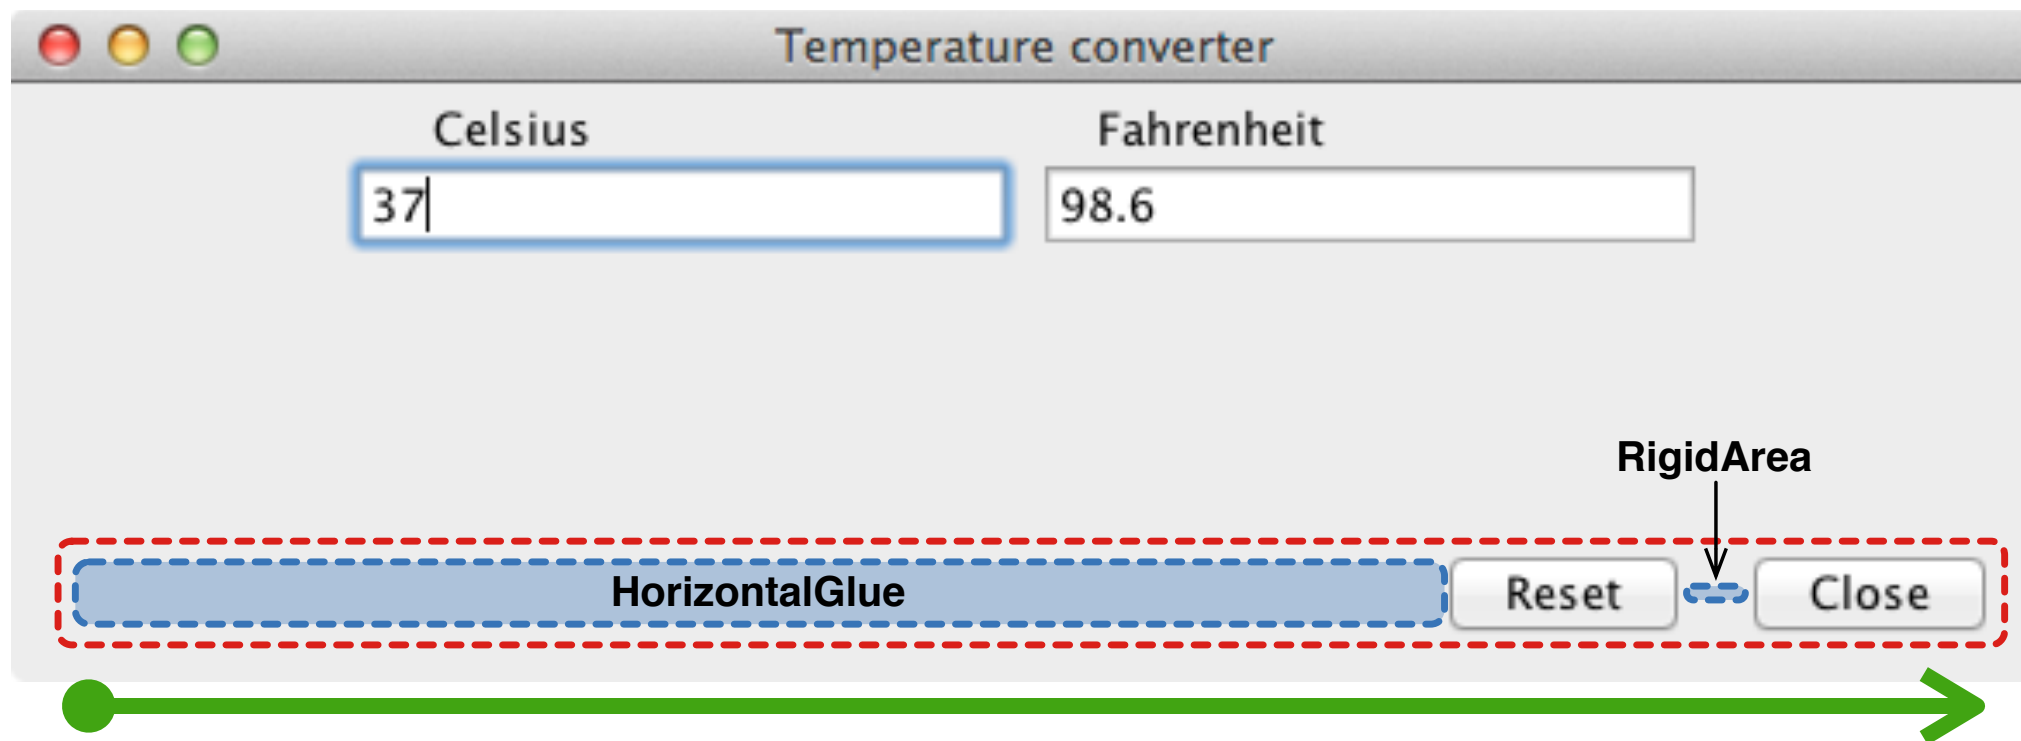 Temperature converter
Celsius Fahrenheit
37 98.6
RigidArea
HorizontalGlue Reset Close